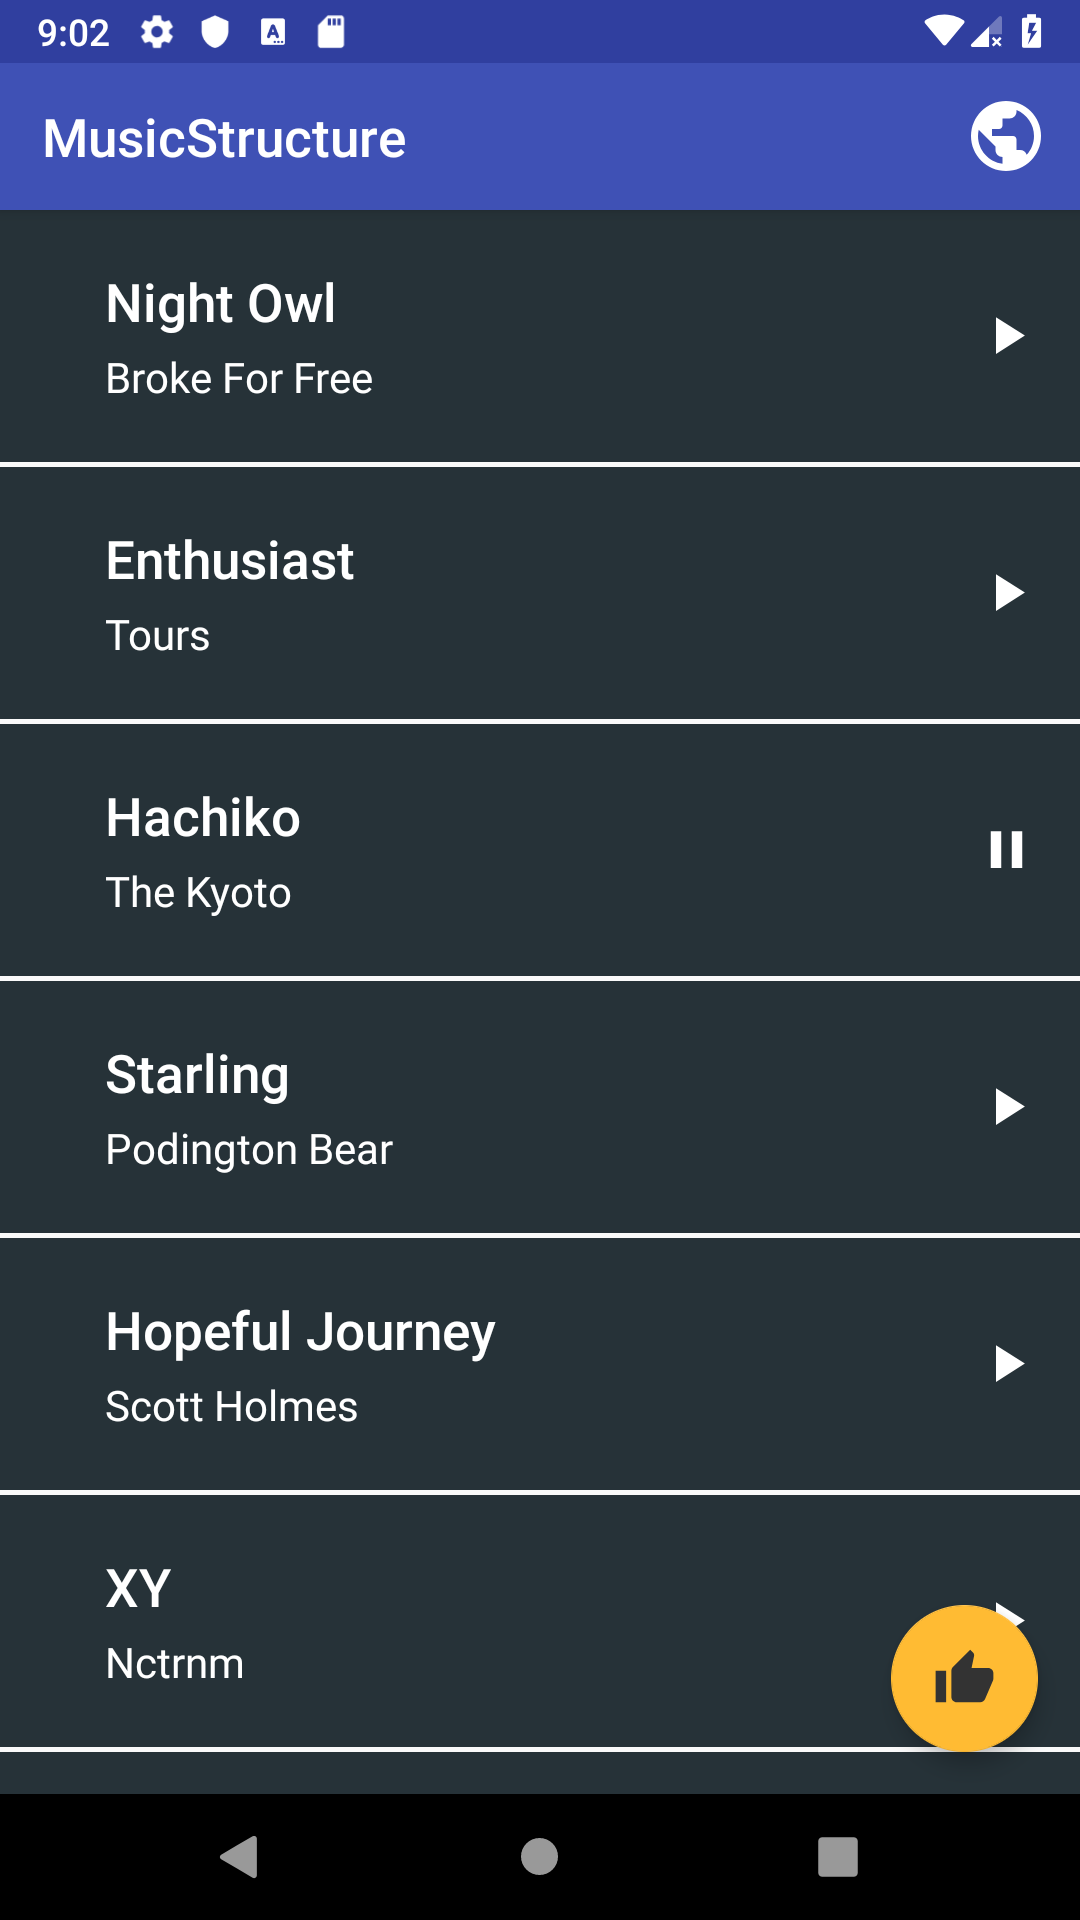 9:02
MusicStructure
Night Owl
Broke For Free
Enthusiast
Tours
Hachiko
The Kyoto
Starling
Podington Bear
Hopeful Journey
Scott Holmes
XY
Nctrnm